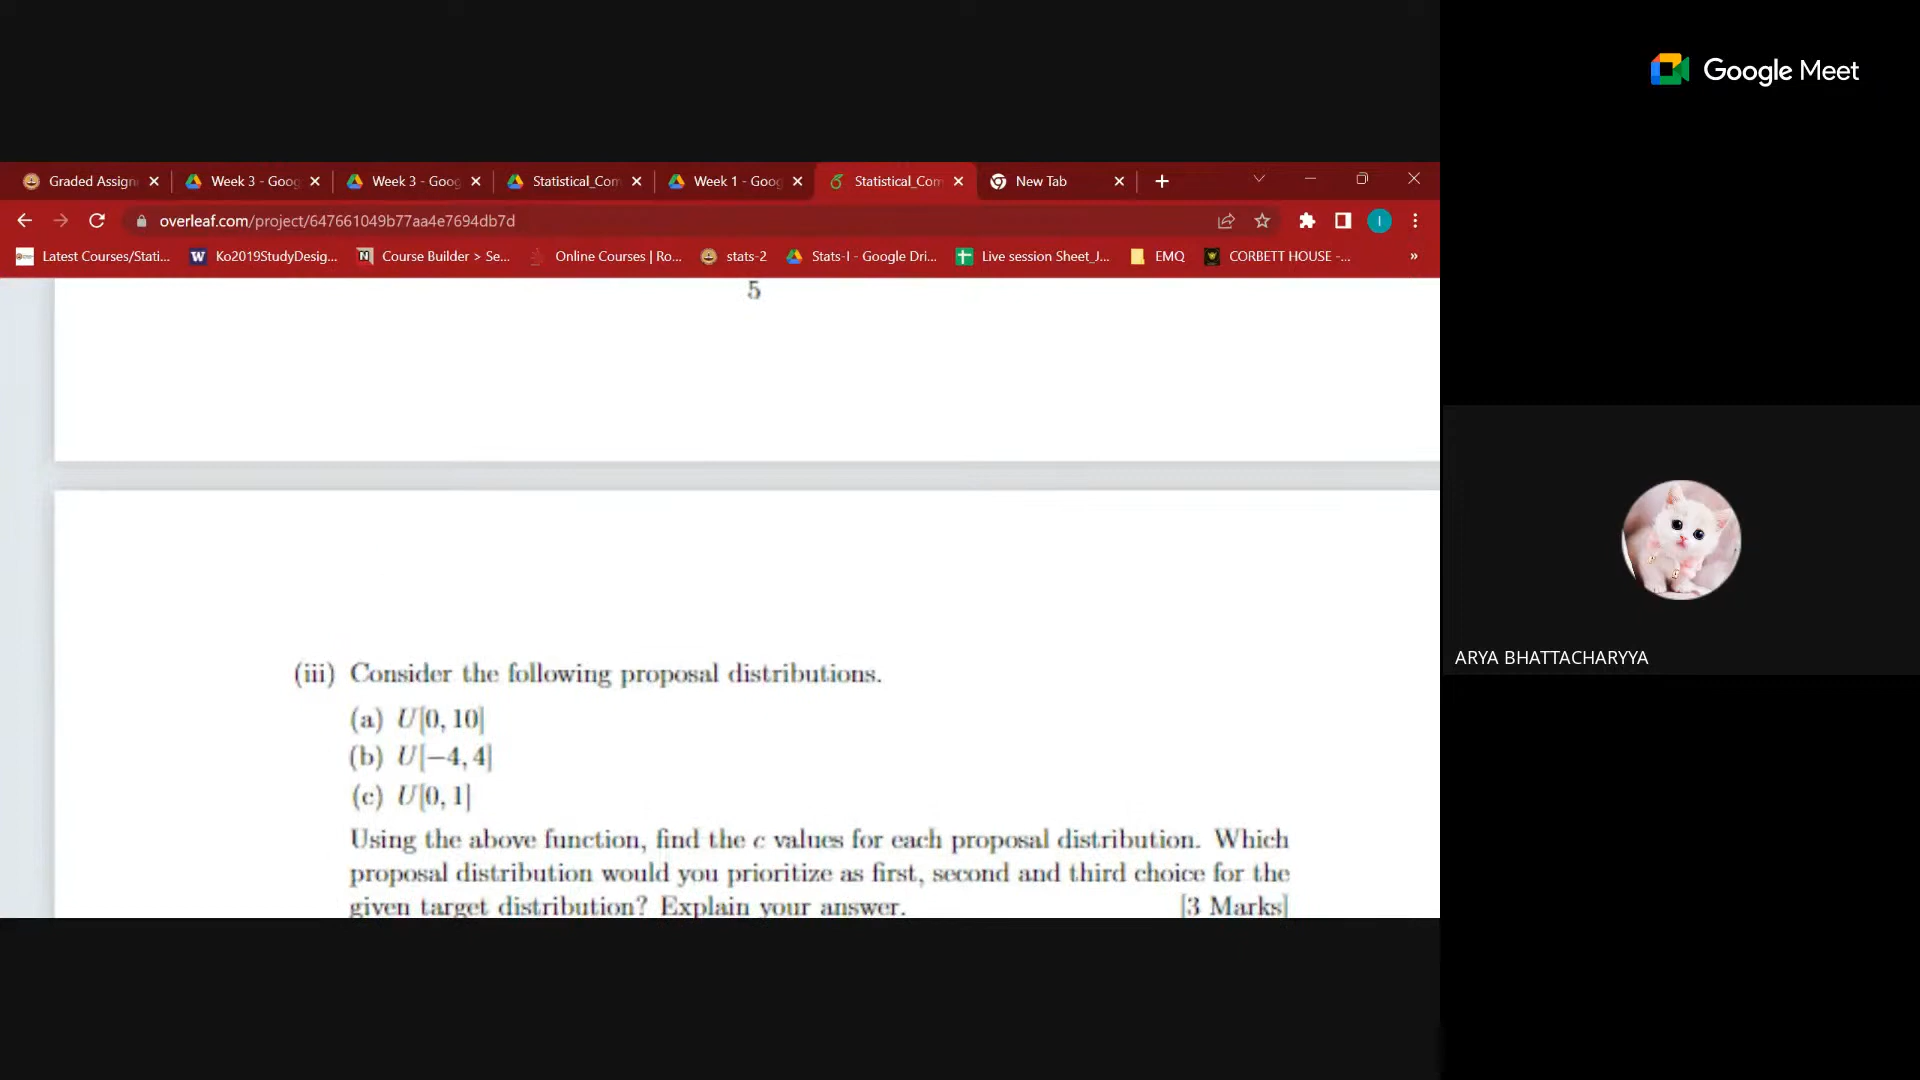 Google Meet
Graded Assign
Week 3 - Goog
Week 3 - Goog
Statistical_Com
Week 1 - Goog
Statistical_Com
New Tab
overleaf.com/project/647661049b77aa4e7694db7d
I
Latest Courses/Stati...
Ko2019StudyDesig...
Course Builder > Se...
Online Courses | Ro...
stats-2
Stats-I - Google Dri...
Live session Sheet_J...
EMQ
CORBETT HOUSE -...
»
5
(iii) Consider the following proposal distributions.
(a) U[0, 10]
(b) U[−4, 4]
(c) U[0, 1]
Using the above function, find the c values for each proposal distribution. Which
proposal distribution would you prioritize as first, second and third choice for the
given target distribution? Explain your answer. [3 Marks]
ARYA BHATTACHARYYA